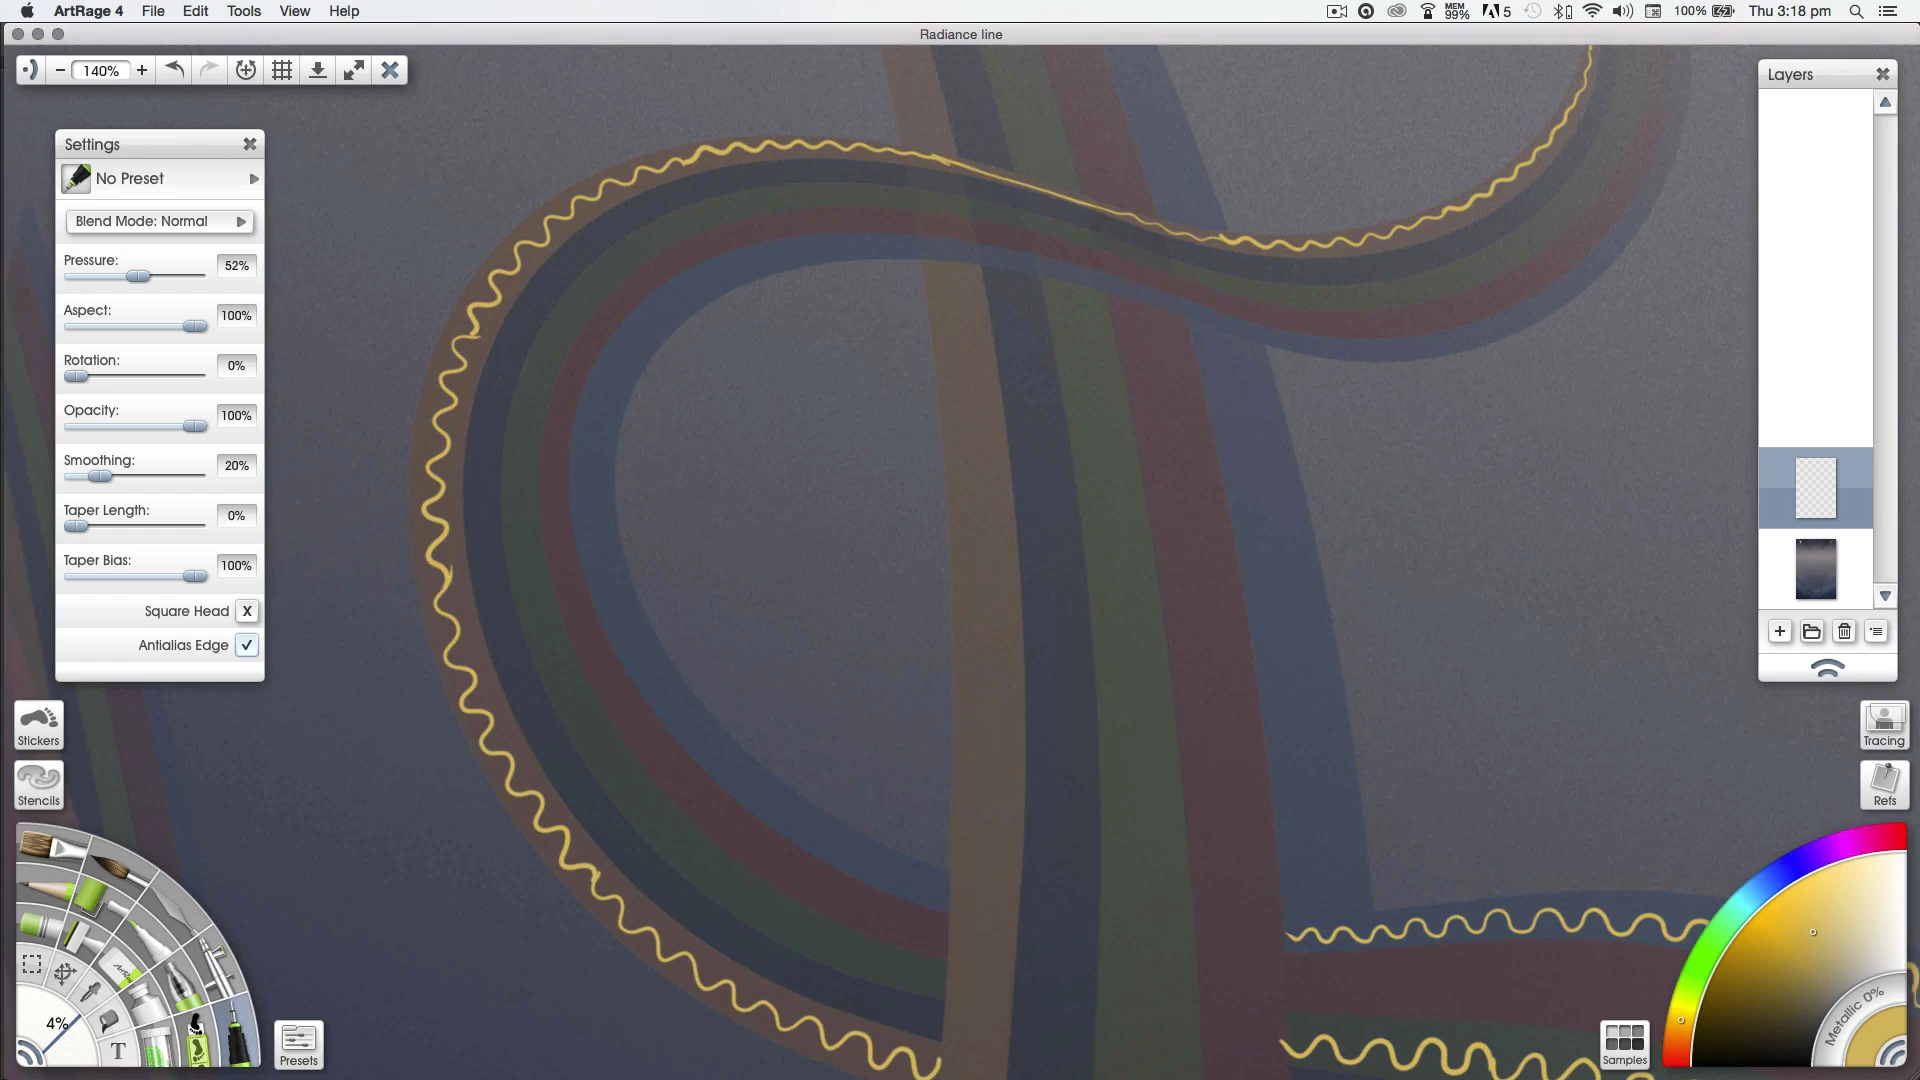 ArtRage 4 File Edit Tools View Help
MEM 99% 5 100% Thu 3:18 pm
Radiance line
140%
Layers
Settings
No Preset
Blend Mode: Normal
Pressure: 52%
Aspect: 100%
Rotation: 0%
Opacity: 100%
Smoothing: 20%
Taper Length: 0%
Taper Bias: 100%
Square Head X
Antialias Edge
Stickers
Stencils
Tracing
Refs
4%
T
Presets
Samples
Metallic 0%